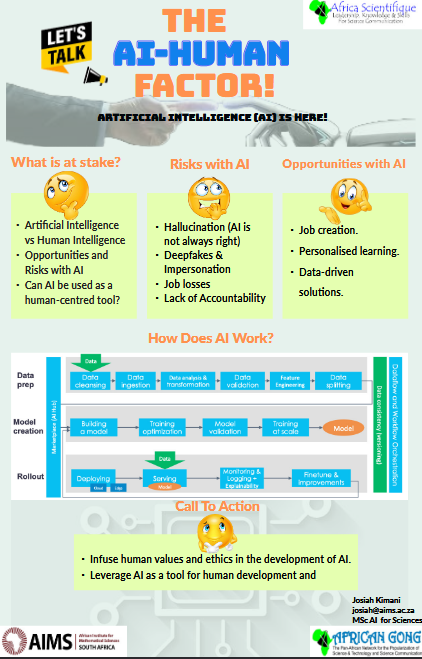 THE
AI-HUMAN
FACTOR!
LET'S
TALK
Africa Scientifique
Leadership, Knowledge & Skills
For Science Communication
ARTIFICIAL INTELLIGENCE (AI) IS HERE!
What is at stake?
• Artificial Intelligence
vs Human Intelligence
• Opportunities and
Risks with AI
• Can AI be used as a
human-centred tool?
Risks with AI
• Hallucination (AI is
not always right)
• Deepfakes &
Impersonation
• Job losses
• Lack of Accountability
Opportunities with AI
• Job creation.
• Personalised learning.
• Data-driven
solutions.
How Does AI Work?
Data
prep
Model
creation
Rollout
Marketplace (AI Hub)
Data
Data
cleansing
Data
ingestion
Data analysis &
transformation
Data
validation
Feature
Engineering
Data
splitting
Building
a model
Training
optimization
Model
validation
Training
at scale
Model
Data
Deploying
Serving
Model
Monitoring &
Logging +
Explainability
Finetune &
Improvements
Data consistency (versioning)
Dataflow and Workflow Orchestration
Call To Action
• Infuse human values and ethics in the development of AI.
• Leverage AI as a tool for human development and
Josiah Kimani
josiah@aims.ac.za
MSc AI for Sciences
AIMS
African Institute for
Mathematical Sciences
SOUTH AFRICA
AFRICAN GONG
The Pan-African Network for the Popularization of
Science & Technology and Science Communication